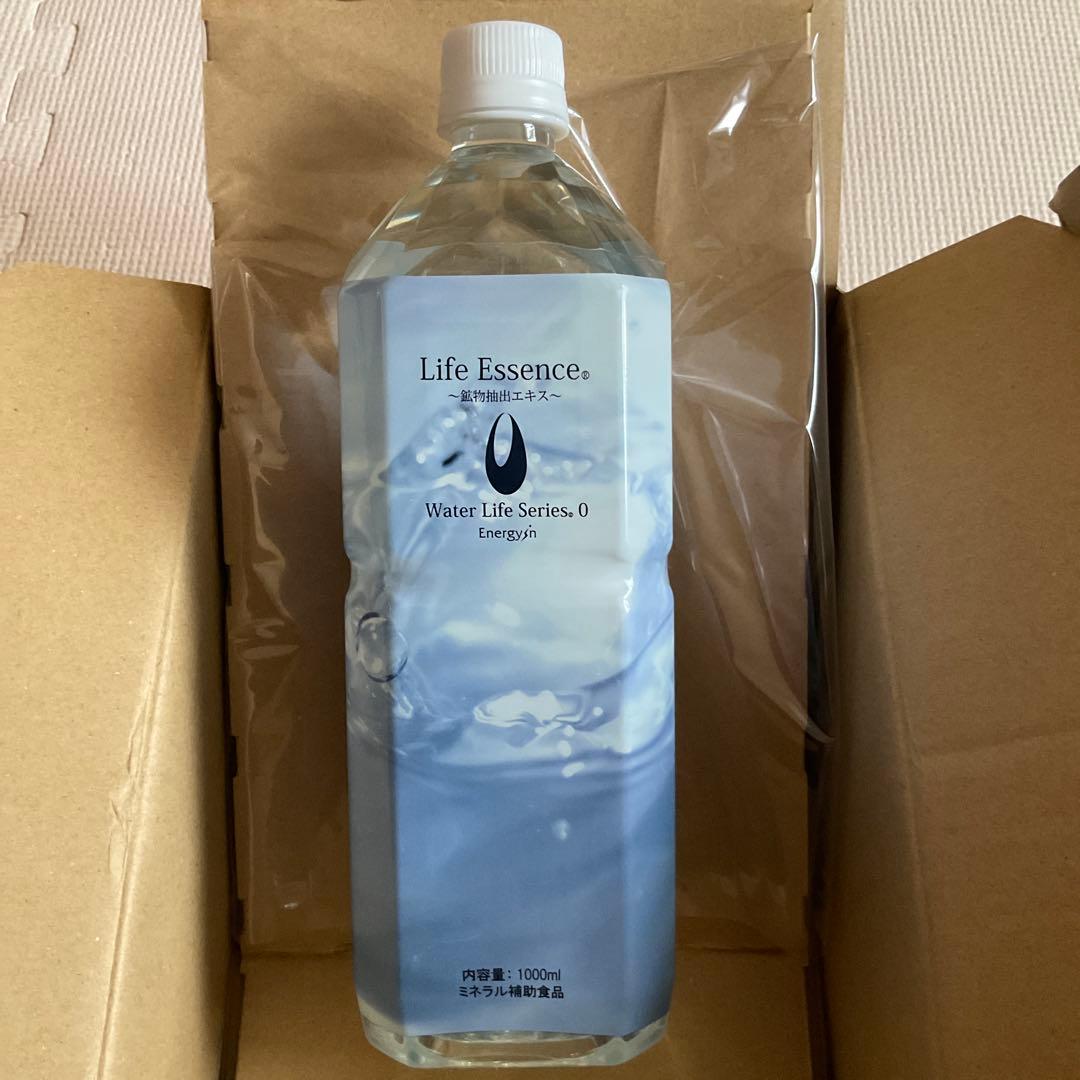 Life Essence®
～鉱物抽出エキス～
Water Life Series® 0
Energysin
内容量：1000ml
ミネラル補助食品